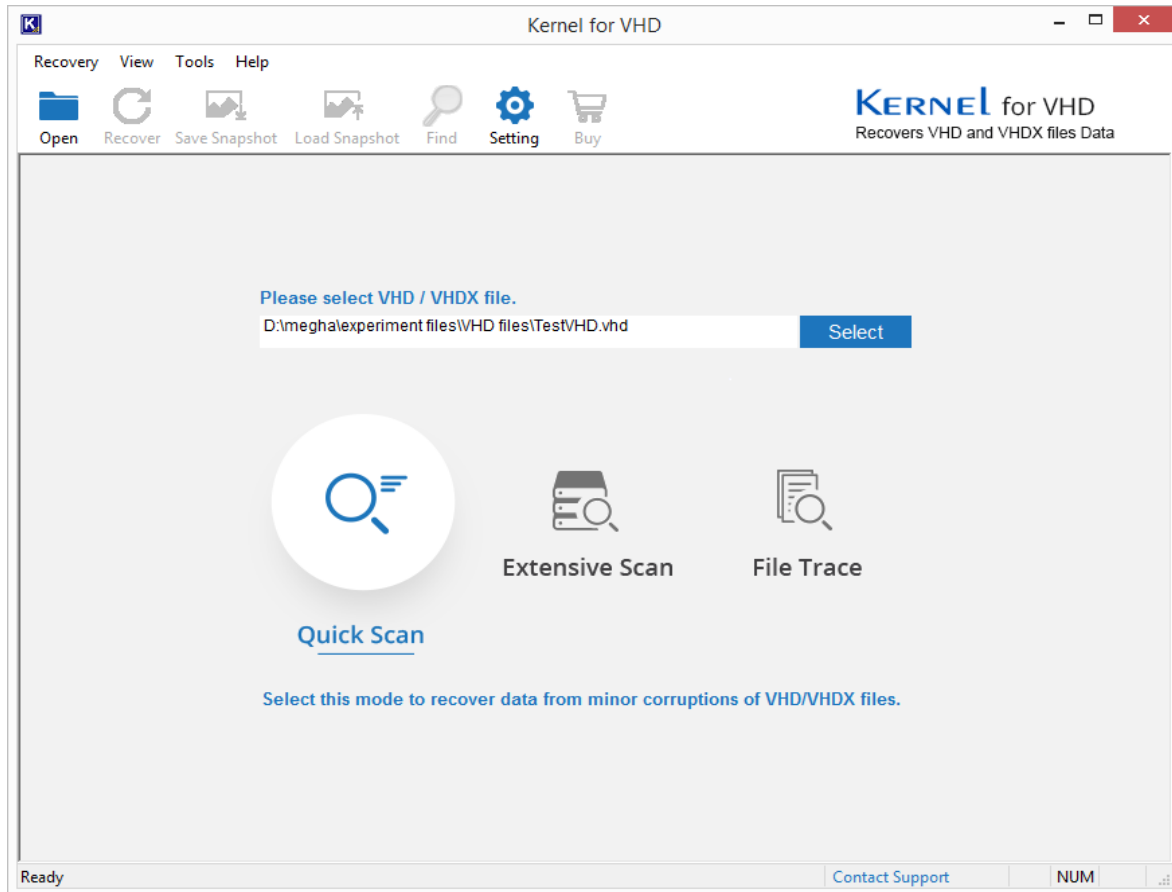 Kernel for VHD
Recovery View Tools Help
Open Recover Save Snapshot Load Snapshot Find Setting Buy
KERNEL for VHD
Recovers VHD and VHDX files Data
Please select VHD / VHDX file.
D:\megha\experiment files\VHD files\TestVHD.vhd Select
Extensive Scan File Trace
Quick Scan
Select this mode to recover data from minor corruptions of VHD/VHDX files.
Ready Contact Support NUM